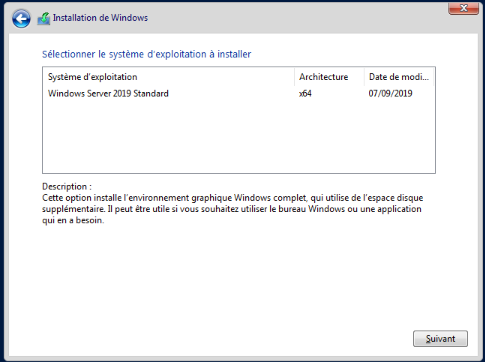 Installation de Windows
Sélectionner le système d'exploitation à installer
Système d'exploitation Architecture Date de modi...
Windows Server 2019 Standard x64 07/09/2019
Description :
Cette option installe l'environnement graphique Windows complet, qui utilise de l'espace disque
supplémentaire. Il peut être utile si vous souhaitez utiliser le bureau Windows ou une application
qui en a besoin.
Suivant